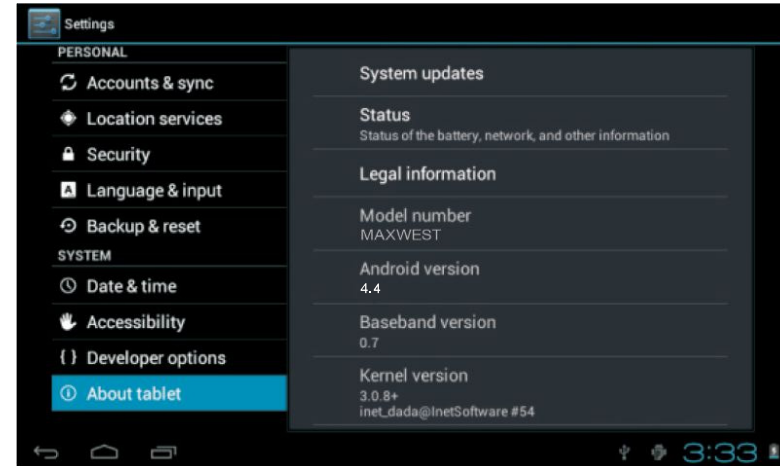 Settings
PERSONAL
Accounts & sync
Location services
Security
A Language & input
Backup & reset
SYSTEM
Date & time
Accessibility
{ } Developer options
About tablet
System updates
Status
Status of the battery, network, and other information
Legal information
Model number
MAXWEST
Android version
4.4
Baseband version
0.7
Kernel version
3.0.8+
inet_dada@InetSoftware #54
3:33